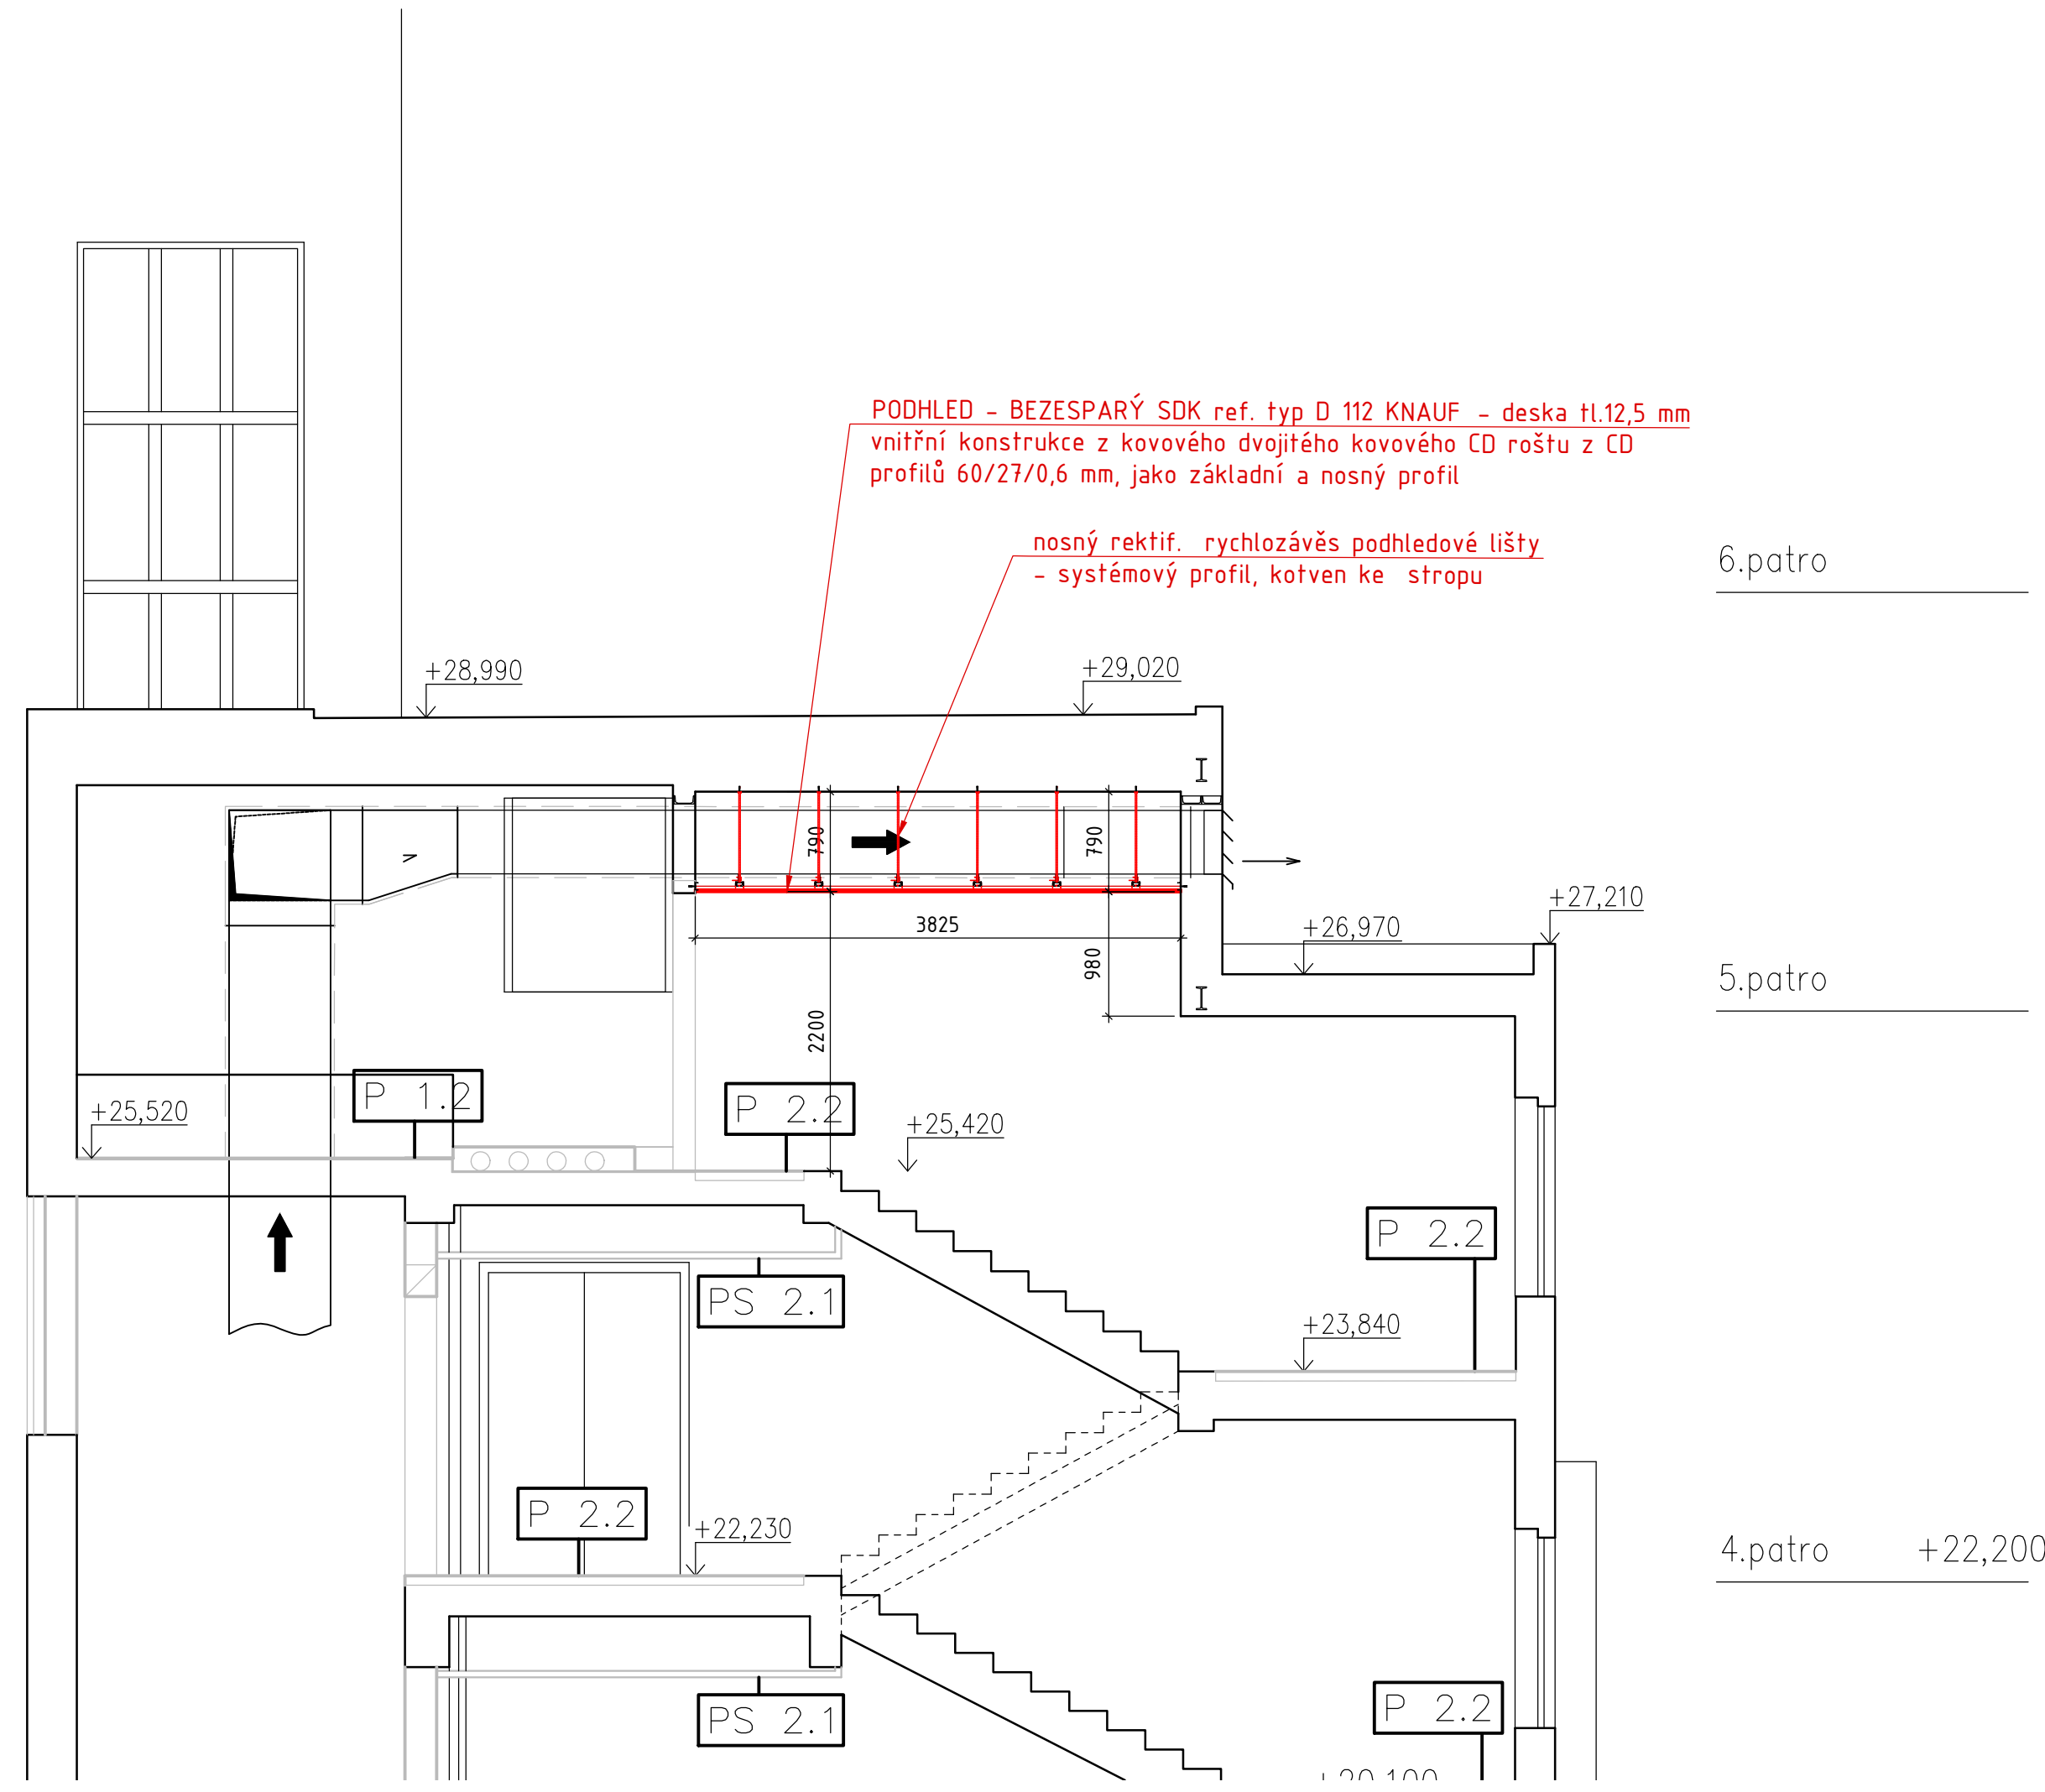 PODHLED - BEZESPARÝ SDK ref. typ D 112 KNAUF - deska tl.12,5 mm
vnitřní konstrukce z kovového dvojitého kovového CD roštu z CD
profilů 60/27/0,6 mm, jako základní a nosný profil
nosný rektif. rychlozávěs podhledové lišty
- systémový profil, kotven ke stropu
6.patro
+28,990
+29,020
790
790
+27,210
3825
+26,970
980
5.patro
2200
P 1.2
P 2.2
+25,520
+25,420
P 2.2
PS 2.1
+23,840
P 2.2
+22,230
4.patro +22,200
PS 2.1
P 2.2